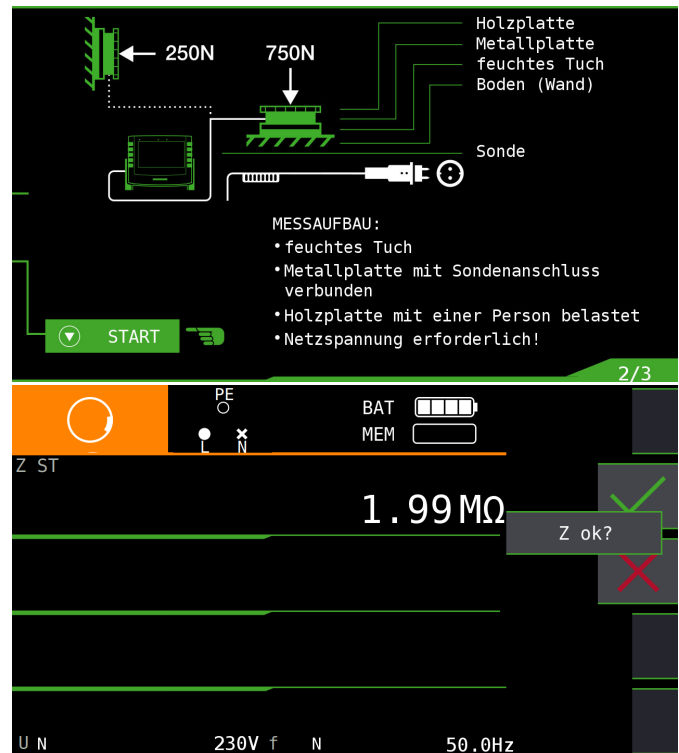 Holzplatte
Metallplatte
feuchtes Tuch
Boden (Wand)
250N
750N
Sonde
MESSAUFBAU:
•feuchtes Tuch
•Metallplatte mit Sondenanschluss
verbunden
•Holzplatte mit einer Person belastet
•Netzspannung erforderlich!
START
2/3
PE
L N
BAT
MEM
Z ST
1.99MΩ
Z ok?
U N 230V f N 50.0Hz